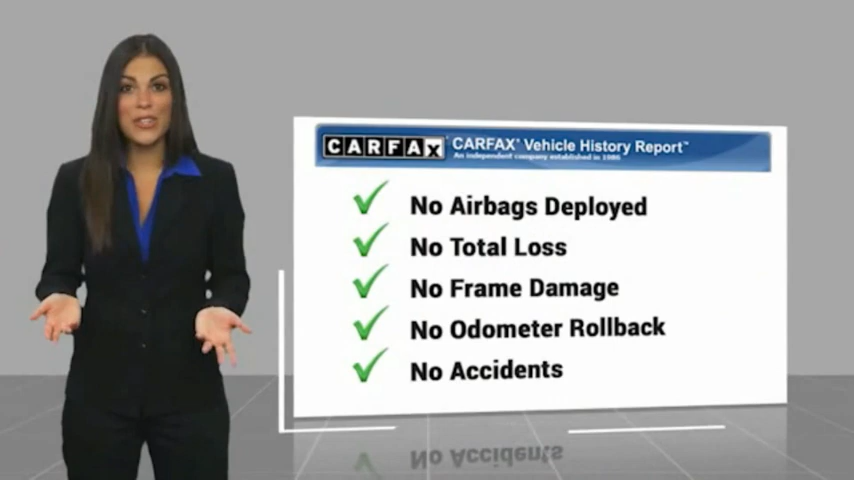 CARFAX CARFAX® Vehicle History Report™
An independent company established in 1986
No Airbags Deployed
No Total Loss
No Frame Damage
No Odometer Rollback
No Accidents
No Accidents